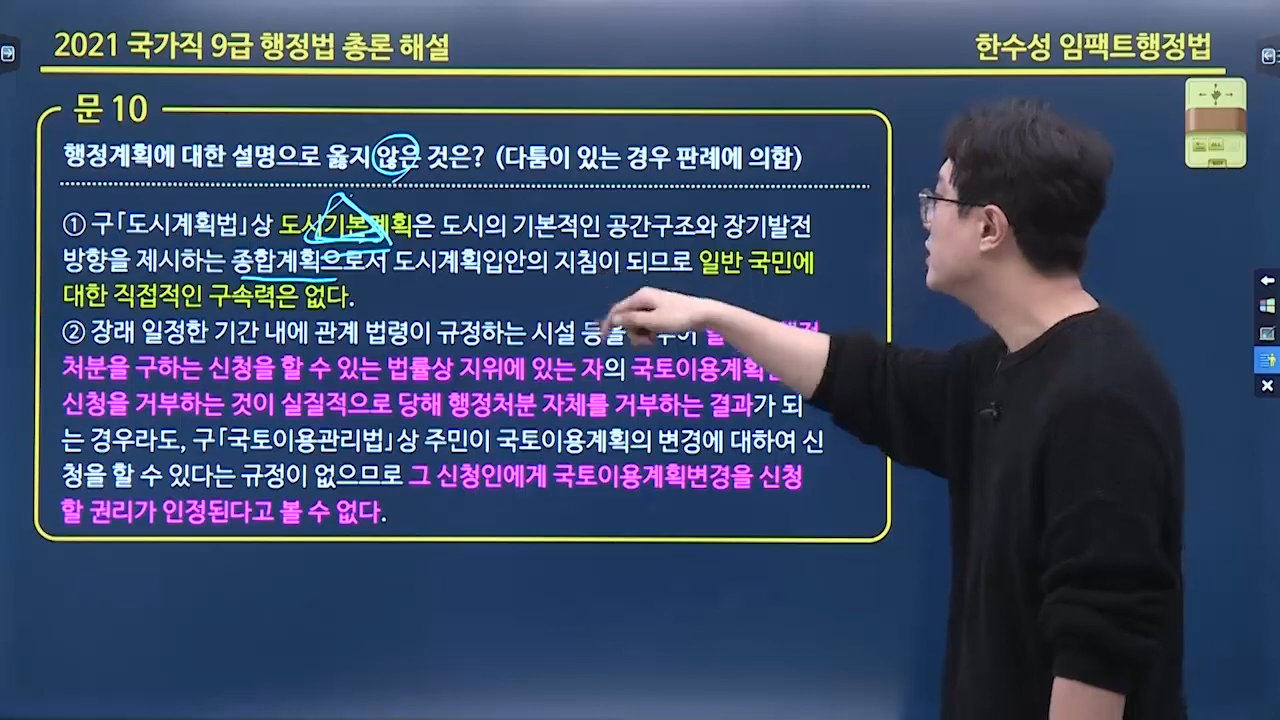 2021 국가직 9급 행정법 총론 해설
한수성 임팩트행정법
문 10
행정계획에 대한 설명으로 옳지 않은 것은? (다툼이 있는 경우 판례에 의함)
① 구「도시계획법」상 도시기본계획은 도시의 기본적인 공간구조와 장기발전
방향을 제시하는 종합계획으로서 도시계획입안의 지침이 되므로 일반 국민에
대한 직접적인 구속력은 없다.
② 장래 일정한 기간 내에 관계 법령이 규정하는 시설 등을
처분을 구하는 신청을 할 수 있는 법률상 지위에 있는 자의 국토이용계획
신청을 거부하는 것이 실질적으로 당해 행정처분 자체를 거부하는 결과가 되
는 경우라도, 구「국토이용관리법」상 주민이 국토이용계획의 변경에 대하여 신
청을 할 수 있다는 규정이 없으므로 그 신청인에게 국토이용계획변경을 신청
할 권리가 인정된다고 볼 수 없다.